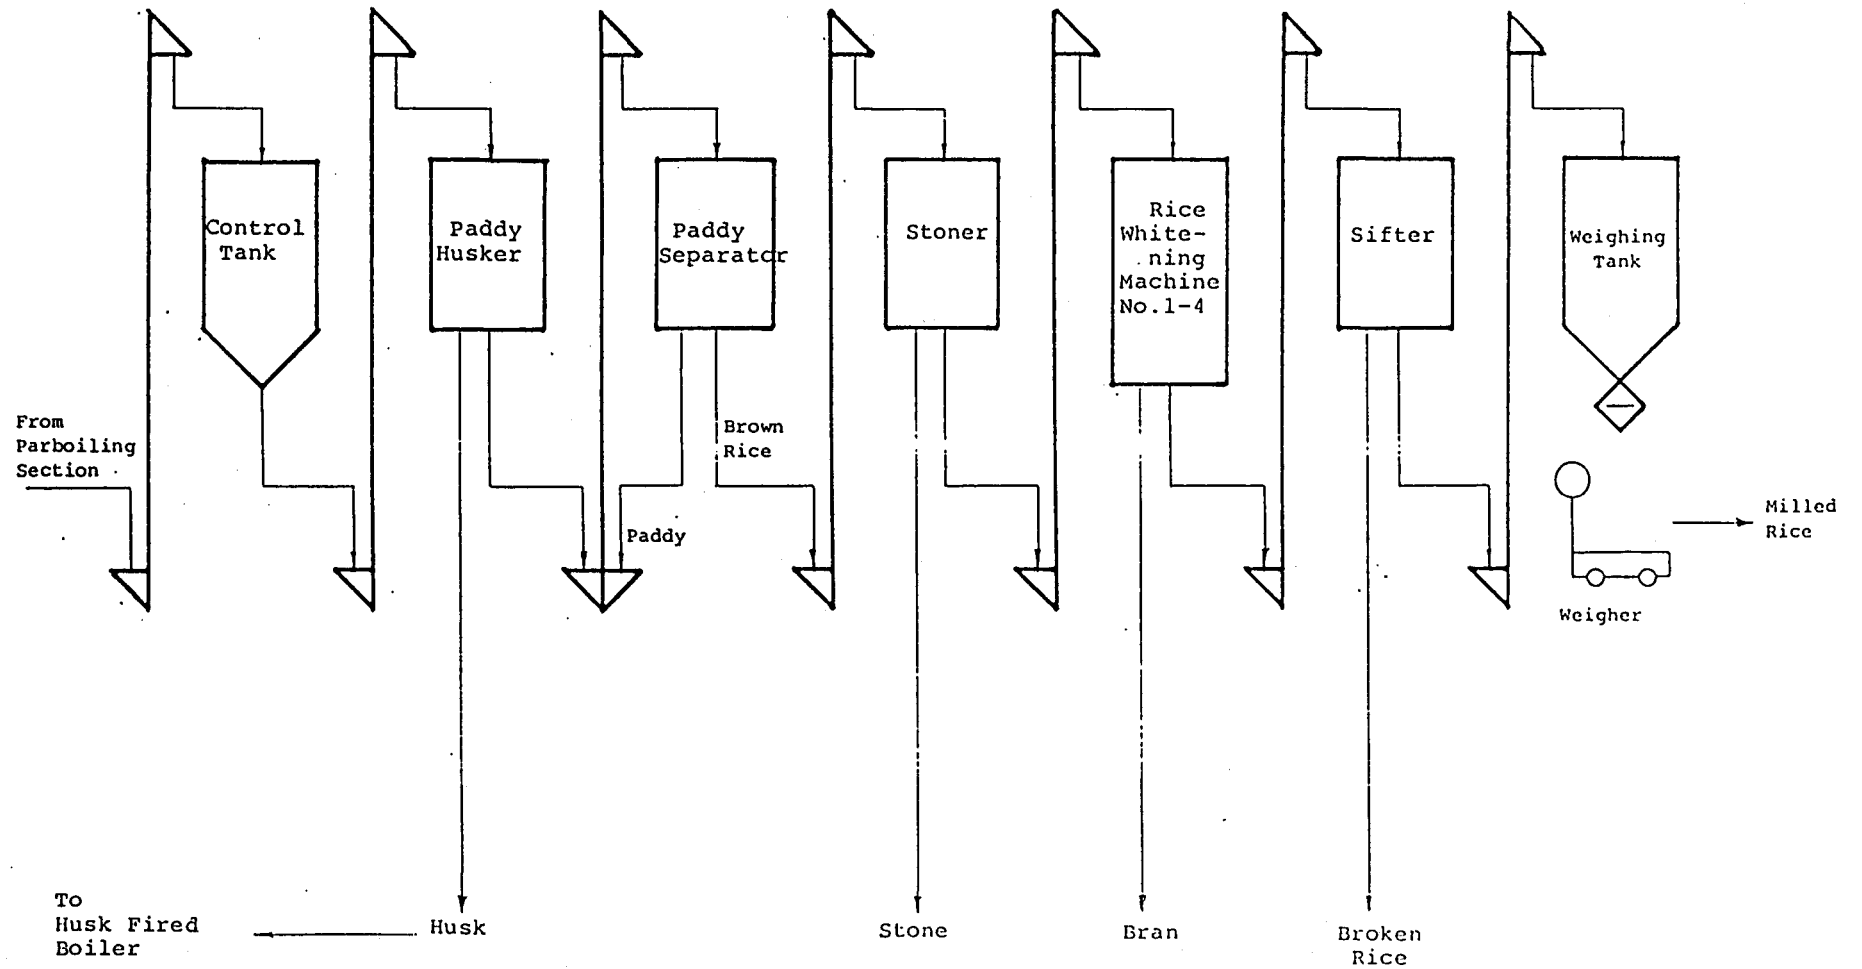 Control
Tank
Paddy
Husker
Paddy
Separator
Stoner
Rice
White-
ning
Machine
No.1-4
Sifter
Weighing
Tank
From
Parboiling
Section
Brown
Rice
Paddy
Milled
Rice
Weigher
To
Husk Fired
Boiler
Husk
Stone
Bran
Broken
Rice